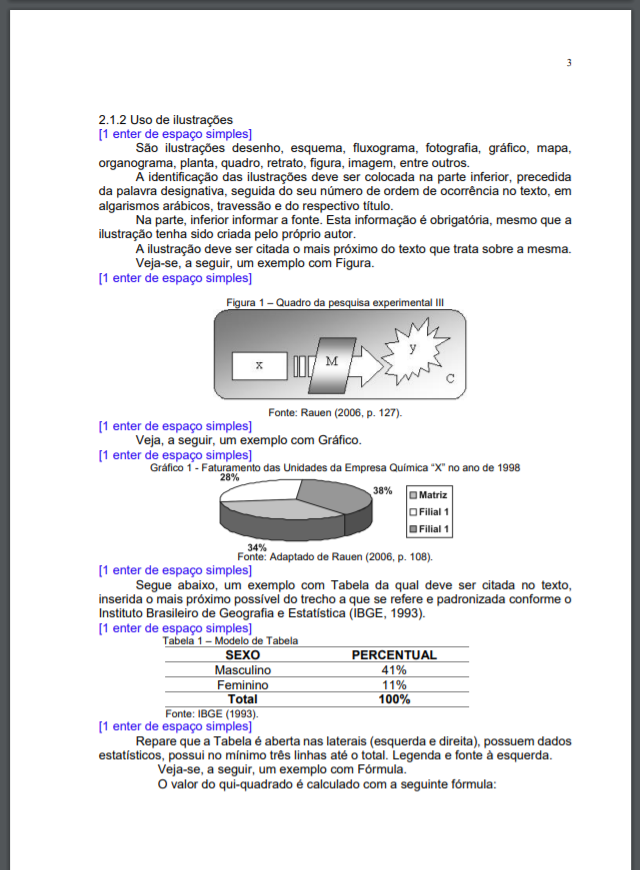 3
2.1.2 Uso de ilustrações
[1 enter de espaço simples]
São ilustrações desenho, esquema, fluxograma, fotografia, gráfico, mapa,
organograma, planta, quadro, retrato, figura, imagem, entre outros.
A identificação das ilustrações deve ser colocada na parte inferior, precedida
da palavra designativa, seguida do seu número de ordem de ocorrência no texto, em
algarismos arábicos, travessão e do respectivo título.
Na parte, inferior informar a fonte. Esta informação é obrigatória, mesmo que a
ilustração tenha sido criada pelo próprio autor.
A ilustração deve ser citada o mais próximo do texto que trata sobre a mesma.
Veja-se, a seguir, um exemplo com Figura.
[1 enter de espaço simples]
Figura 1 – Quadro da pesquisa experimental III
x
M
y
C
Fonte: Rauen (2006, p. 127).
[1 enter de espaço simples]
Veja, a seguir, um exemplo com Gráfico.
[1 enter de espaço simples]
Gráfico 1 - Faturamento das Unidades da Empresa Química “X” no ano de 1998
28%
38%
34%
Matriz
Filial 1
Filial 1
Fonte: Adaptado de Rauen (2006, p. 108).
[1 enter de espaço simples]
Segue abaixo, um exemplo com Tabela da qual deve ser citada no texto,
inserida o mais próximo possível do trecho a que se refere e padronizada conforme o
Instituto Brasileiro de Geografia e Estatística (IBGE, 1993).
[1 enter de espaço simples]
Tabela 1 – Modelo de Tabela
SEXO PERCENTUAL
Masculino 41%
Feminino 11%
Total 100%
Fonte: IBGE (1993).
[1 enter de espaço simples]
Repare que a Tabela é aberta nas laterais (esquerda e direita), possuem dados
estatísticos, possui no mínimo três linhas até o total. Legenda e fonte à esquerda.
Veja-se, a seguir, um exemplo com Fórmula.
O valor do qui-quadrado é calculado com a seguinte fórmula: